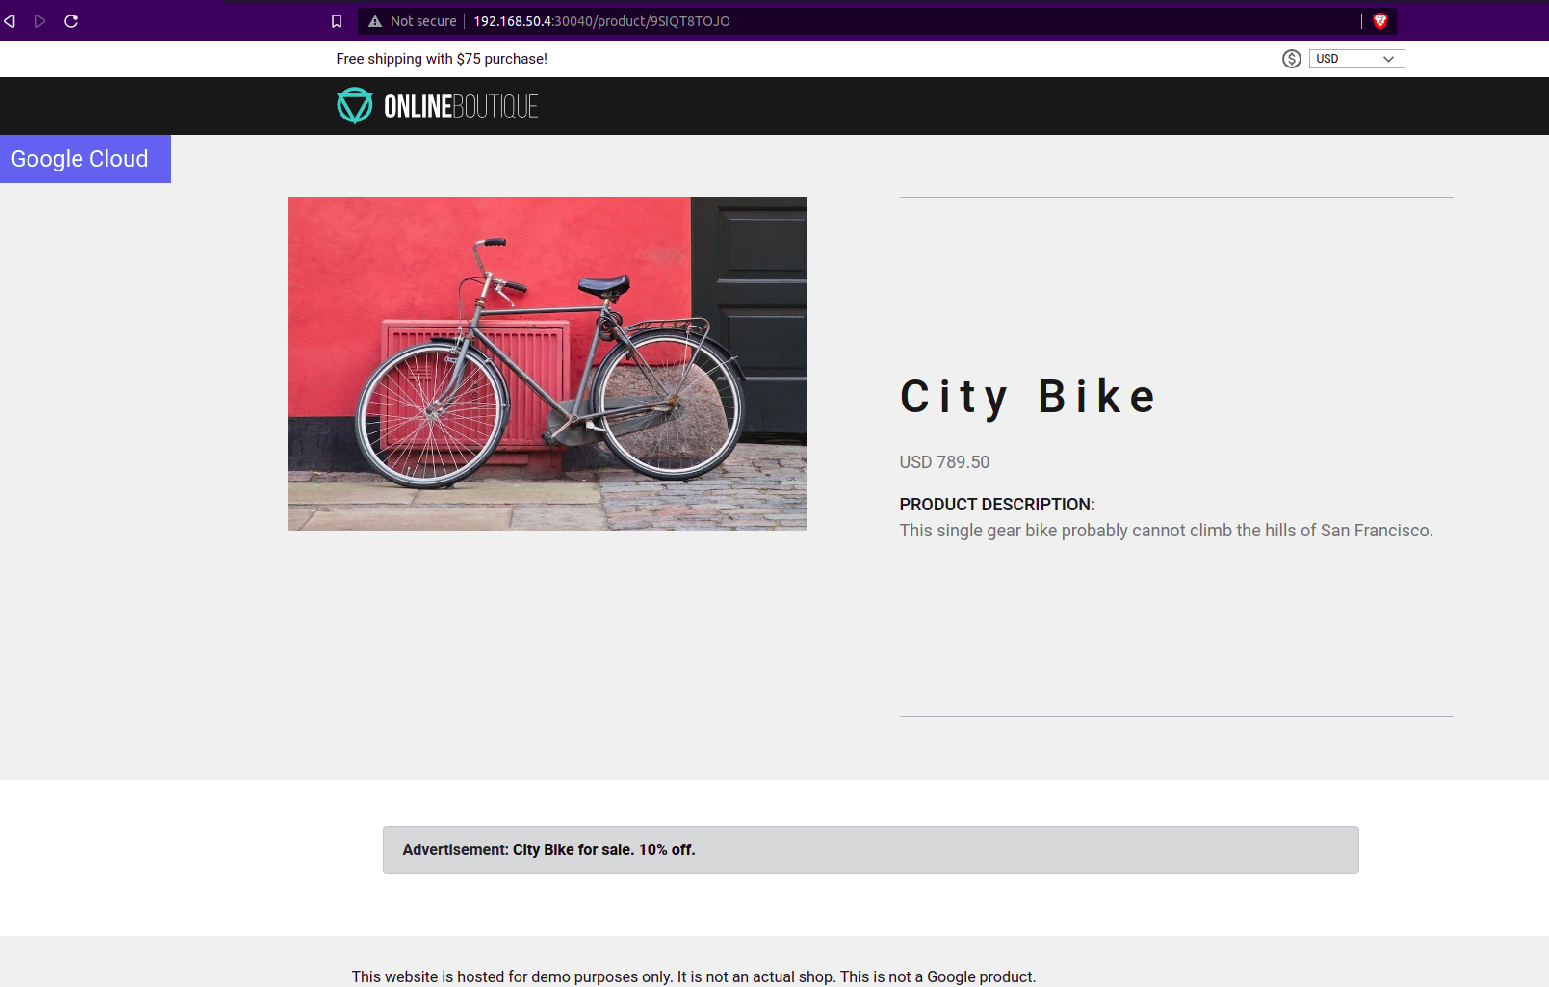 Not secure 192.168.50.4:30040/product/9SIQT8TOJO
Free shipping with $75 purchase!
USD
ONLINEBOUTIQUE
Google Cloud
City Bike
USD 789.50
PRODUCT DESCRIPTION:
This single gear bike probably cannot climb the hills of San Francisco.
Advertisement: City Bike for sale. 10% off.
This website is hosted for demo purposes only. It is not an actual shop. This is not a Google product.